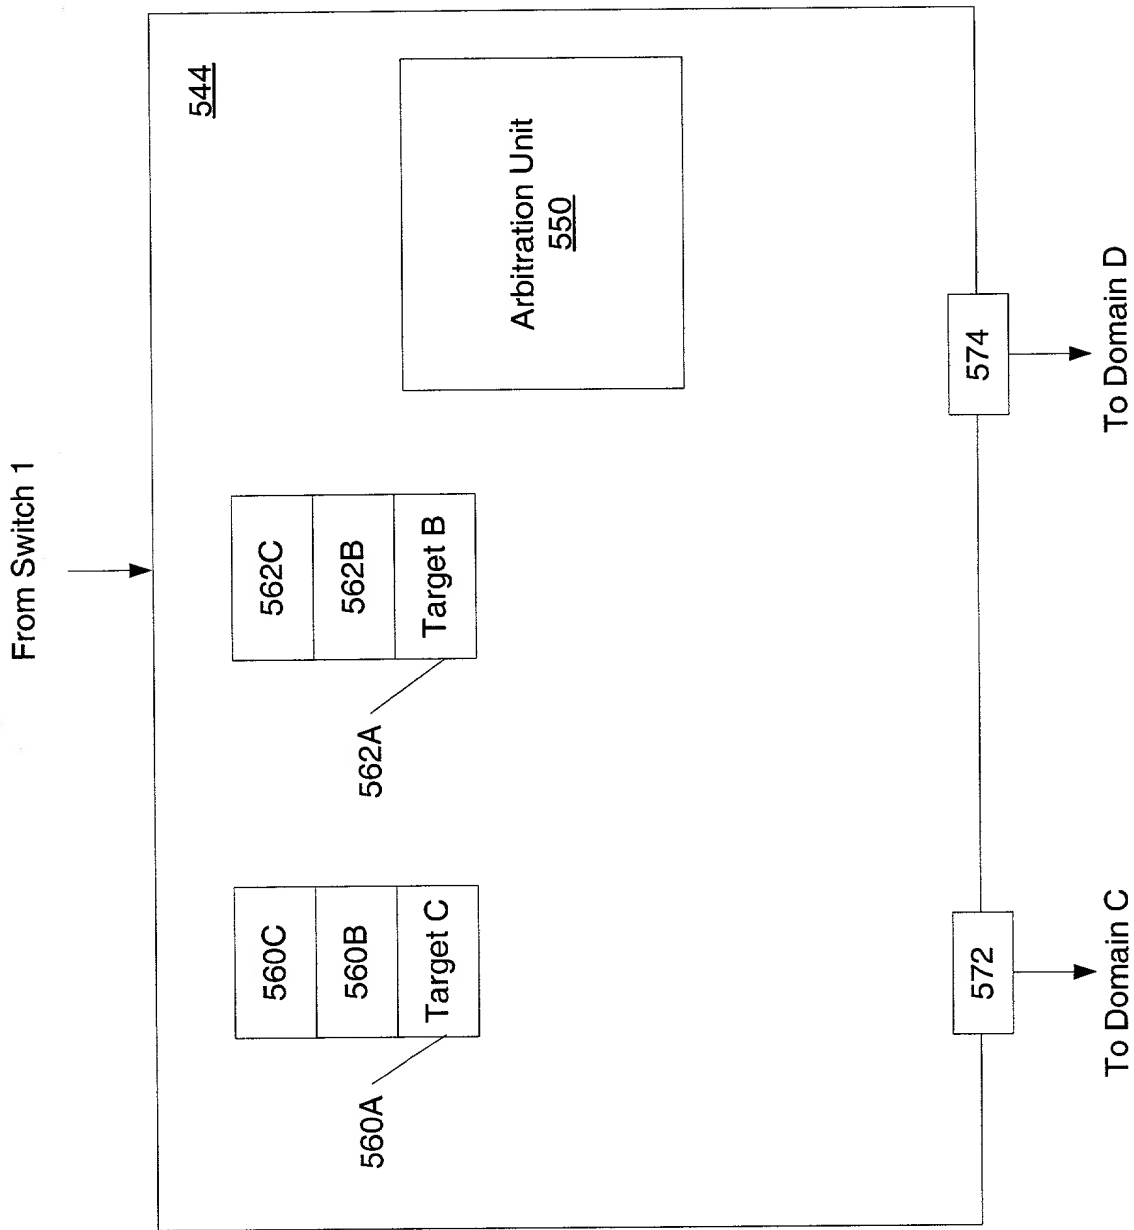 From Switch 1
544
560C
560B
Target C
560A
562C
562B
Target B
562A
Arbitration Unit
550
572
574
To Domain C
To Domain D